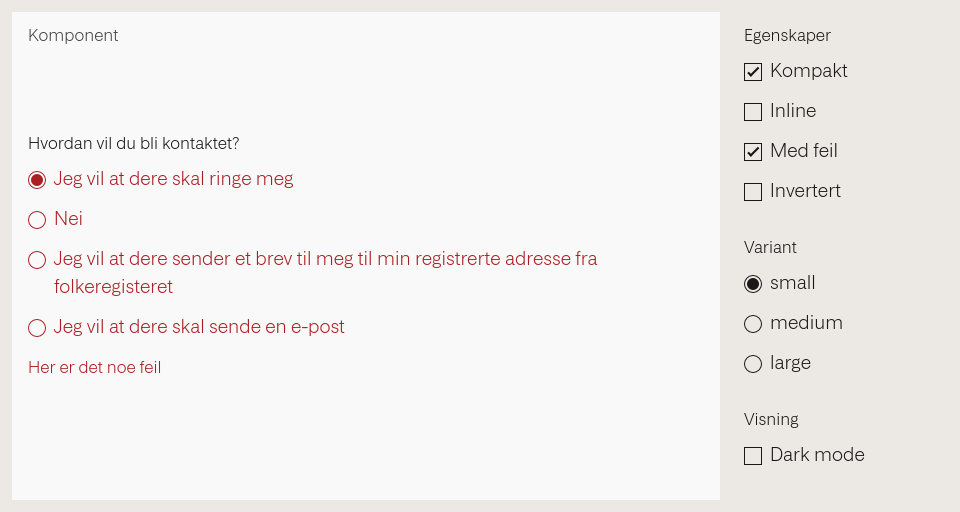 Komponent
Hvordan vil du bli kontaktet?
Jeg vil at dere skal ringe meg
Nei
Jeg vil at dere sender et brev til meg til min registrerte adresse fra
folkeregisteret
Jeg vil at dere skal sende en e-post
Her er det noe feil
Egenskaper
Kompakt
Inline
Med feil
Invertert
Variant
small
medium
large
Visning
Dark mode